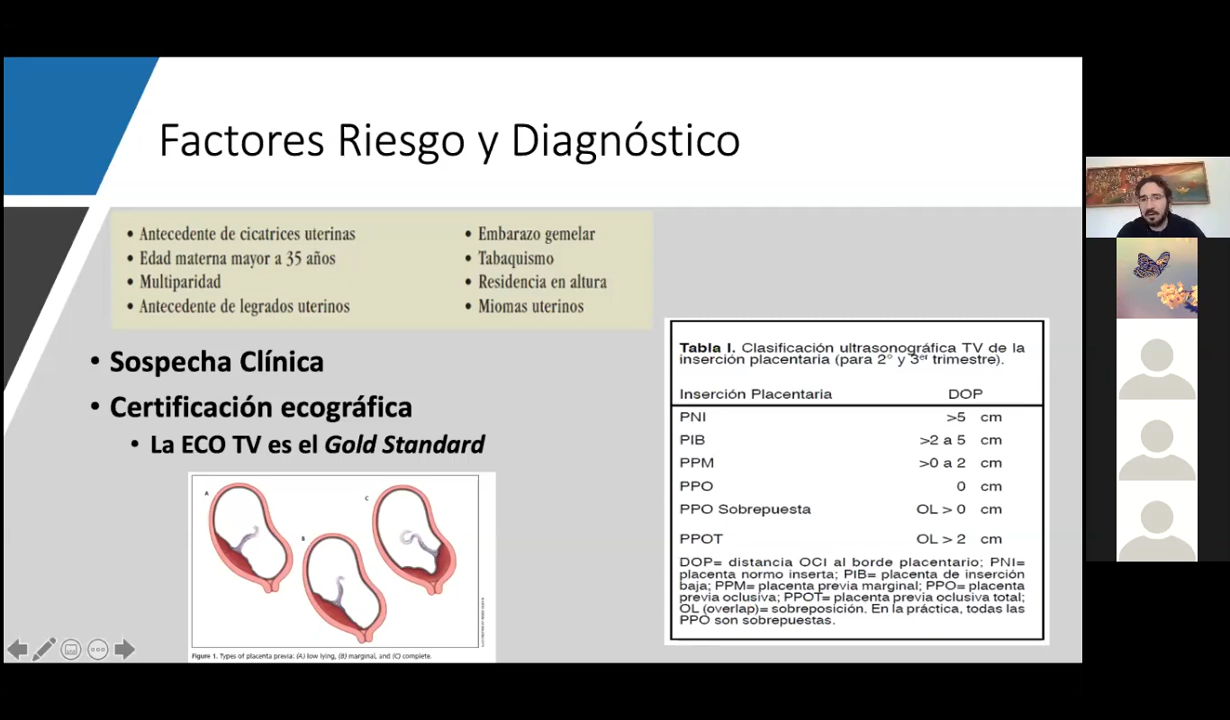 Factores Riesgo y Diagnóstico
• Antecedente de cicatrices uterinas
• Edad materna mayor a 35 años
• Multiparidad
• Antecedente de legrados uterinos
• Embarazo gemelar
• Tabaquismo
• Residencia en altura
• Miomas uterinos
• Sospecha Clínica
• Certificación ecográfica
• La ECO TV es el Gold Standard
A
B
C
Figure 1. Types of placenta previa: (A) low lying, (B) marginal, and (C) complete.
Tabla I. Clasificación ultrasonográfica TV de la
inserción placentaria (para 2° y 3er trimestre).
Inserción Placentaria DOP
PNI >5 cm
PIB >2 a 5 cm
PPM >0 a 2 cm
PPO 0 cm
PPO Sobrepuesta OL > 0 cm
PPOT OL > 2 cm
DOP= distancia OCI al borde placentario; PNI=
placenta normo inserta; PIB= placenta de inserción
baja; PPM= placenta previa marginal; PPO= placenta
previa oclusiva; PPOT= placenta previa oclusiva total;
OL (overlap)= sobreposición. En la práctica, todas las
PPO son sobrepuestas.